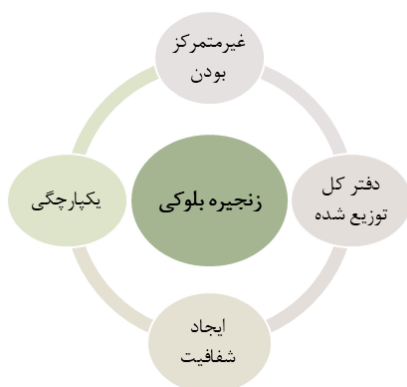 غیرمتمرکز
بودن
دفتر کل
توزیع شده
زنجیره بلوکی
یکپارچگی
ایجاد
شفافیت